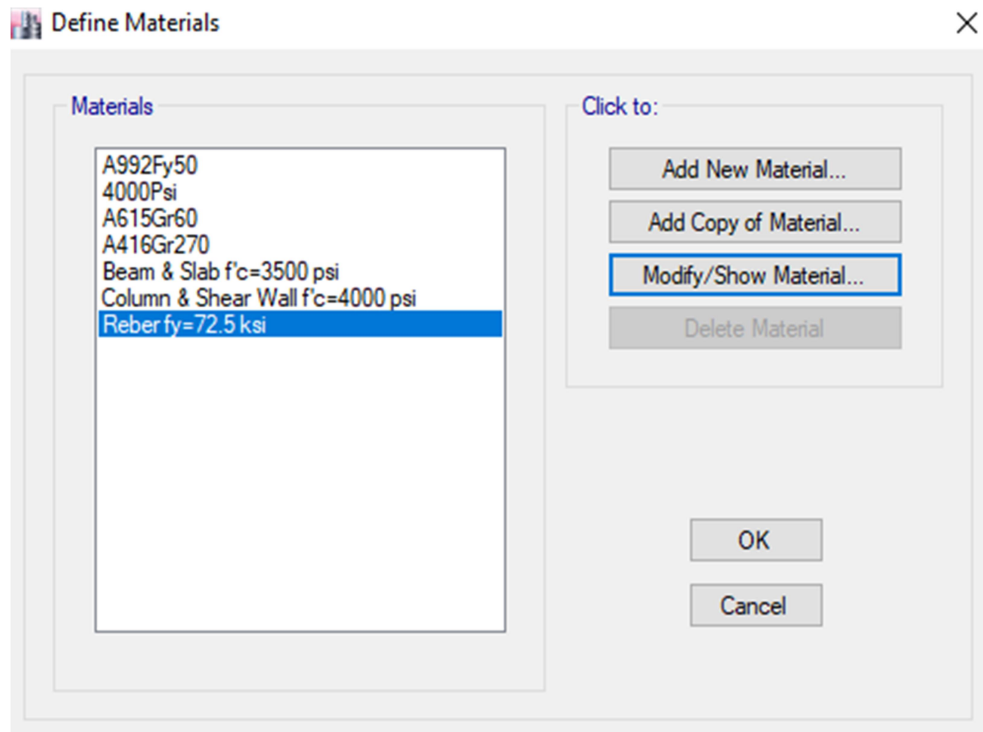 Define Materials
Materials
A992Fy50
4000Psi
A615Gr60
A416Gr270
Beam & Slab f'c=3500 psi
Column & Shear Wall f'c=4000 psi
Reber fy=72.5 ksi
Click to:
Add New Material...
Add Copy of Material...
Modify/Show Material...
Delete Material
OK
Cancel